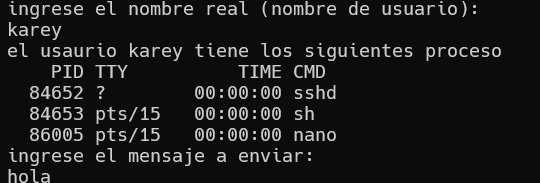 ingrese el nombre real (nombre de usuario):
karey
el usaurio karey tiene los siguientes proceso
    PID TTY          TIME CMD
  84652 ?        00:00:00 sshd
  84653 pts/15   00:00:00 sh
  86005 pts/15   00:00:00 nano
ingrese el mensaje a enviar:
hola